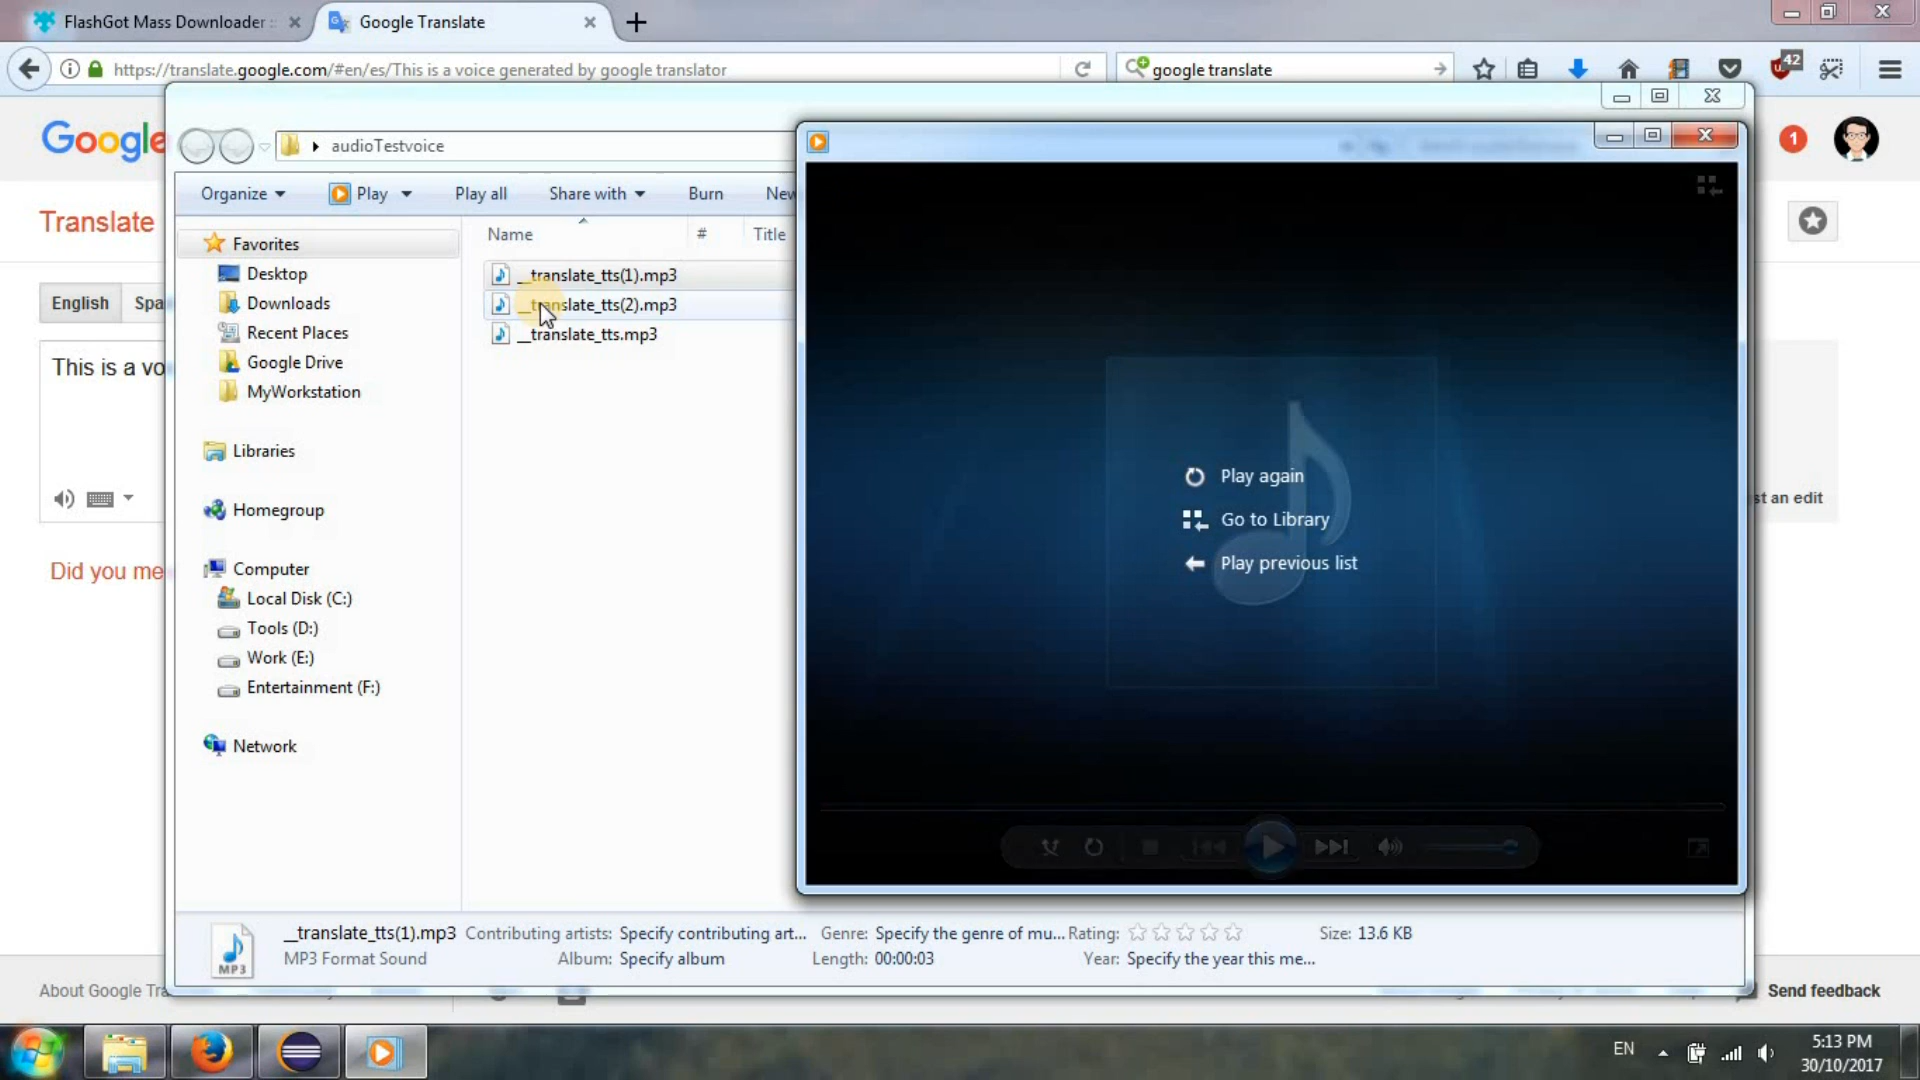 FlashGot Mass Downloader
Google Translate
https://translate.google.com/#en/es/This is a voice generated by google translator
google translate
42
Google
audioTestvoice
1
Organize
Play
Play all
Share with
Burn
New
Translate
Name
#
Title
Favorites
Desktop
Downloads
Recent Places
Google Drive
MyWorkstation
Libraries
Homegroup
Computer
Local Disk (C:)
Tools (D:)
Work (E:)
Entertainment (F:)
Network
__translate_tts(1).mp3
__translate_tts(2).mp3
__translate_tts.mp3
English
Spa
This is a vo
Did you me
Play again
Go to Library
Play previous list
st an edit
__translate_tts(1).mp3
MP3 Format Sound
MP3
Contributing artists: Specify contributing art...
Album: Specify album
Genre: Specify the genre of mu...
Length: 00:00:03
Rating:
Year: Specify the year this me...
Size: 13.6 KB
About Google Tra
Send feedback
EN
5:13 PM
30/10/2017